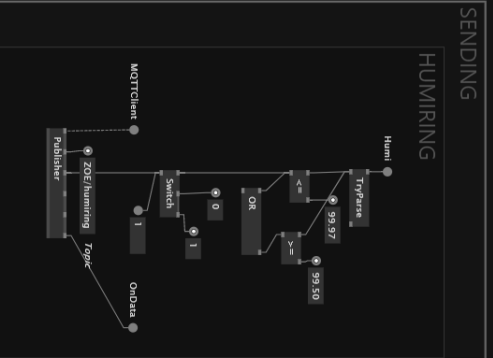 SENDING
HUMIRING
Humi
TryParse
99.97
<=
99.50
>=
OR
0
Switch
1
1
MQTTClient
OnData
ZOE/humiring
Topic
Publisher